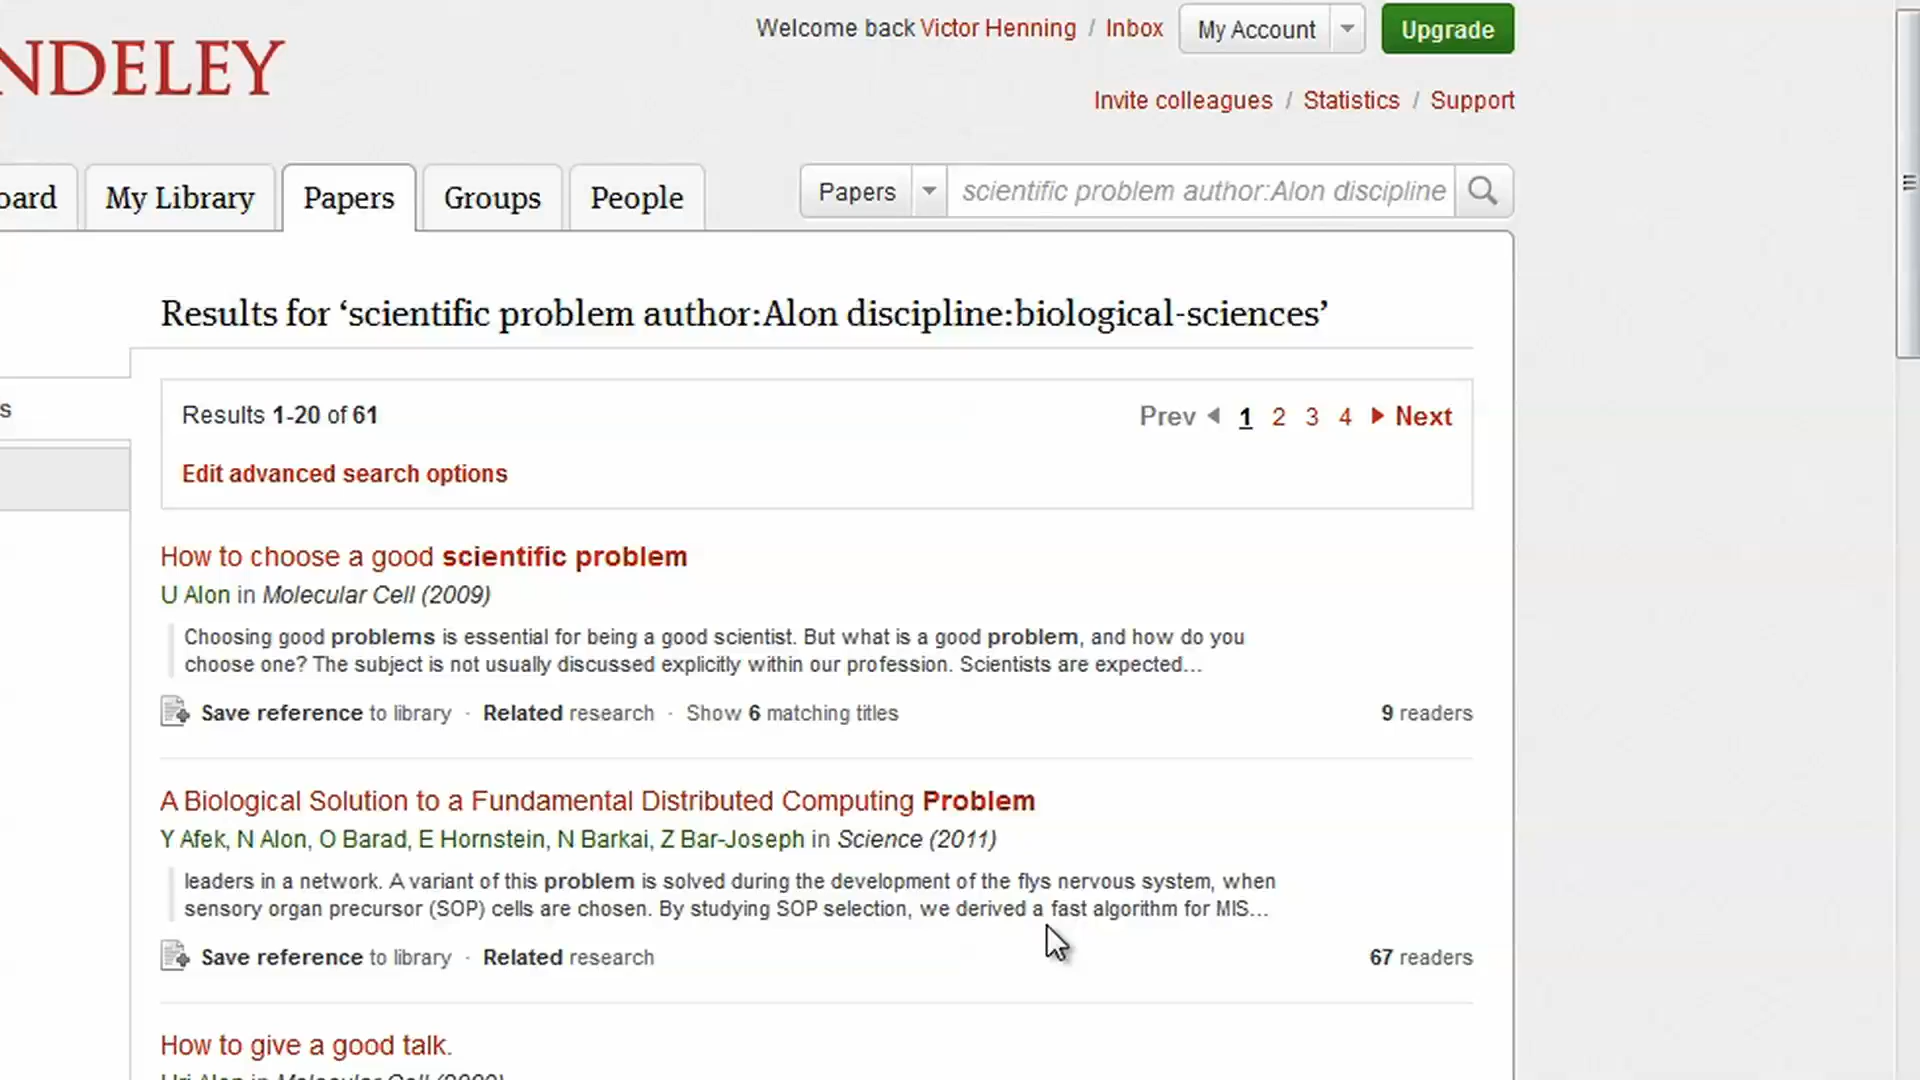 Welcome back Victor Henning / Inbox My Account Upgrade
NDELEY
Invite colleagues / Statistics / Support
oard My Library Papers Groups People Papers scientific problem author:Alon discipline
Results for ‘scientific problem author:Alon discipline:biological-sciences’
s
Results 1-20 of 61 Prev 1 2 3 4 Next
Edit advanced search options
How to choose a good scientific problem
U Alon in Molecular Cell (2009)
Choosing good problems is essential for being a good scientist. But what is a good problem, and how do you
choose one? The subject is not usually discussed explicitly within our profession. Scientists are expected...
Save reference to library · Related research · Show 6 matching titles 9 readers
A Biological Solution to a Fundamental Distributed Computing Problem
Y Afek, N Alon, O Barad, E Hornstein, N Barkai, Z Bar-Joseph in Science (2011)
leaders in a network. A variant of this problem is solved during the development of the flys nervous system, when
sensory organ precursor (SOP) cells are chosen. By studying SOP selection, we derived a fast algorithm for MIS...
Save reference to library · Related research 67 readers
How to give a good talk.
Uri Alon in Molecular Cell